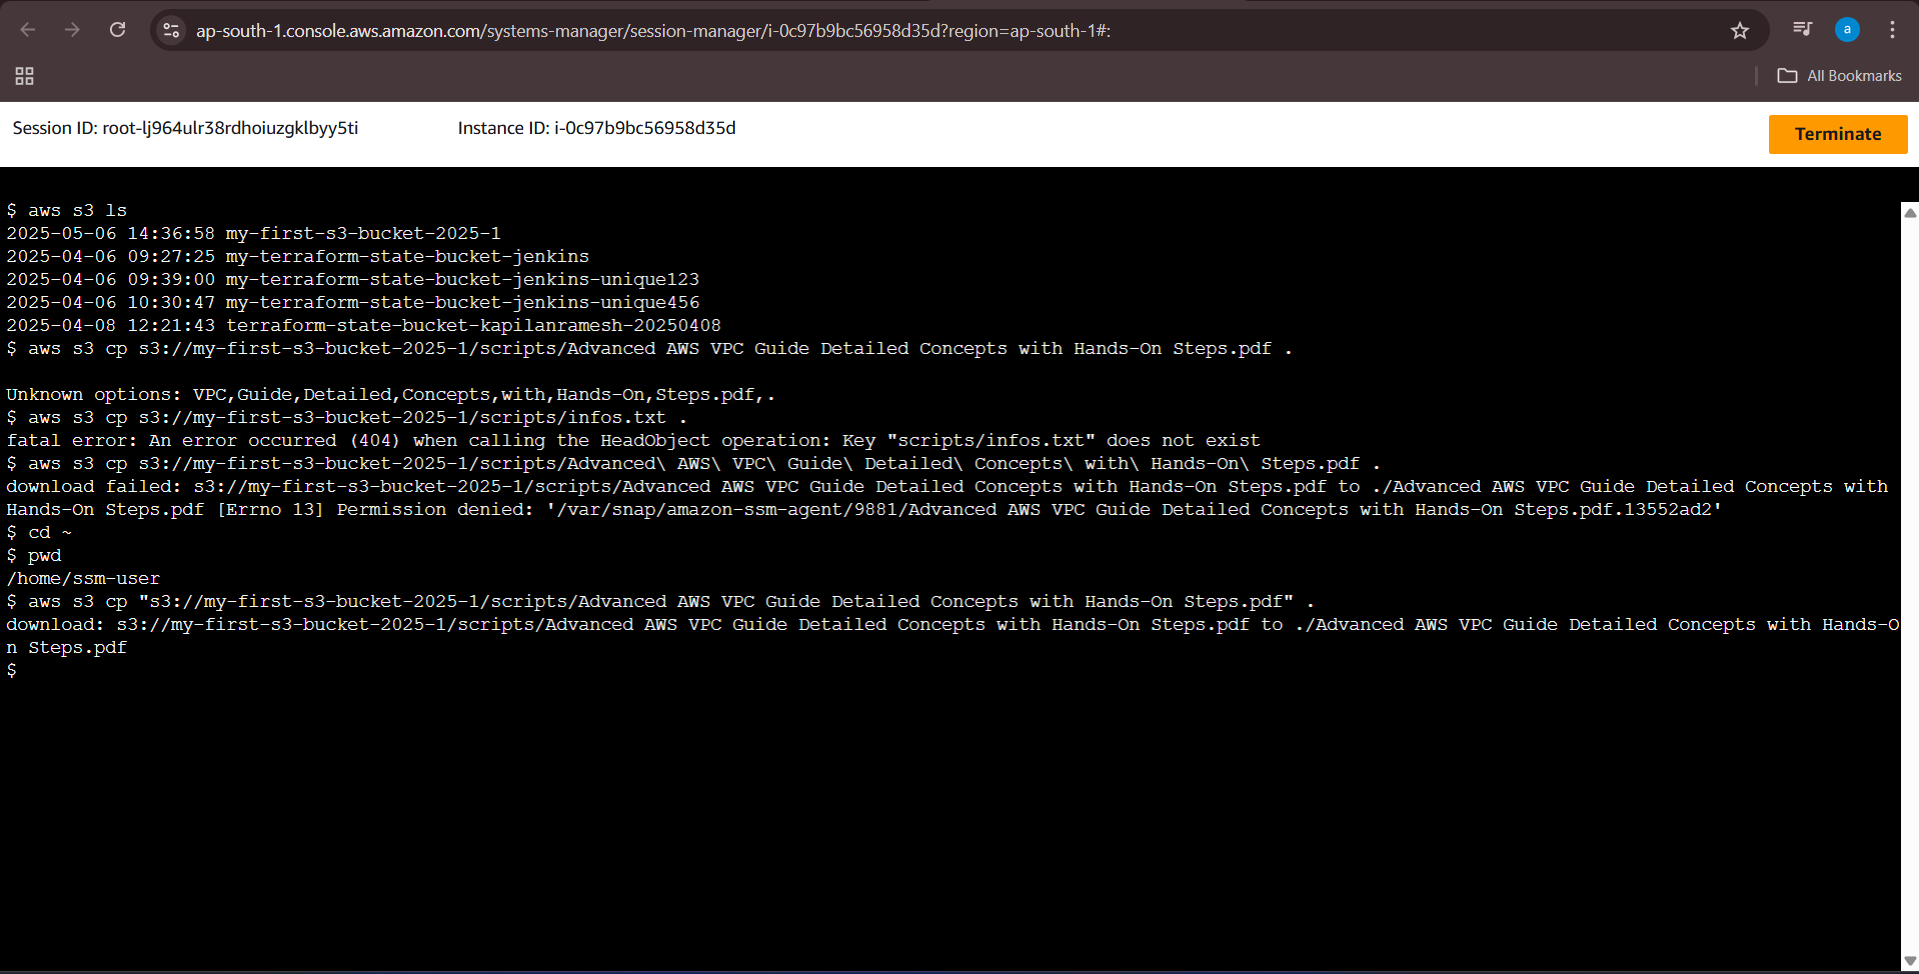 ap-south-1.console.aws.amazon.com/systems-manager/session-manager/i-0c97b9bc56958d35d?region=ap-south-1#:
a
All Bookmarks
Session ID: root-lj964ulr38rdhoiuzgklbyy5ti
Instance ID: i-0c97b9bc56958d35d
Terminate
$ aws s3 ls
2025-05-06 14:36:58 my-first-s3-bucket-2025-1
2025-04-06 09:27:25 my-terraform-state-bucket-jenkins
2025-04-06 09:39:00 my-terraform-state-bucket-jenkins-unique123
2025-04-06 10:30:47 my-terraform-state-bucket-jenkins-unique456
2025-04-08 12:21:43 terraform-state-bucket-kapilanramesh-20250408
$ aws s3 cp s3://my-first-s3-bucket-2025-1/scripts/Advanced AWS VPC Guide Detailed Concepts with Hands-On Steps.pdf .
Unknown options: VPC,Guide,Detailed,Concepts,with,Hands-On,Steps.pdf,.
$ aws s3 cp s3://my-first-s3-bucket-2025-1/scripts/infos.txt .
fatal error: An error occurred (404) when calling the HeadObject operation: Key "scripts/infos.txt" does not exist
$ aws s3 cp s3://my-first-s3-bucket-2025-1/scripts/Advanced\ AWS\ VPC\ Guide\ Detailed\ Concepts\ with\ Hands-On\ Steps.pdf .
download failed: s3://my-first-s3-bucket-2025-1/scripts/Advanced AWS VPC Guide Detailed Concepts with Hands-On Steps.pdf to ./Advanced AWS VPC Guide Detailed Concepts with
Hands-On Steps.pdf [Errno 13] Permission denied: '/var/snap/amazon-ssm-agent/9881/Advanced AWS VPC Guide Detailed Concepts with Hands-On Steps.pdf.13552ad2'
$ cd ~
$ pwd
/home/ssm-user
$ aws s3 cp "s3://my-first-s3-bucket-2025-1/scripts/Advanced AWS VPC Guide Detailed Concepts with Hands-On Steps.pdf" .
download: s3://my-first-s3-bucket-2025-1/scripts/Advanced AWS VPC Guide Detailed Concepts with Hands-On Steps.pdf to ./Advanced AWS VPC Guide Detailed Concepts with Hands-O
n Steps.pdf
$